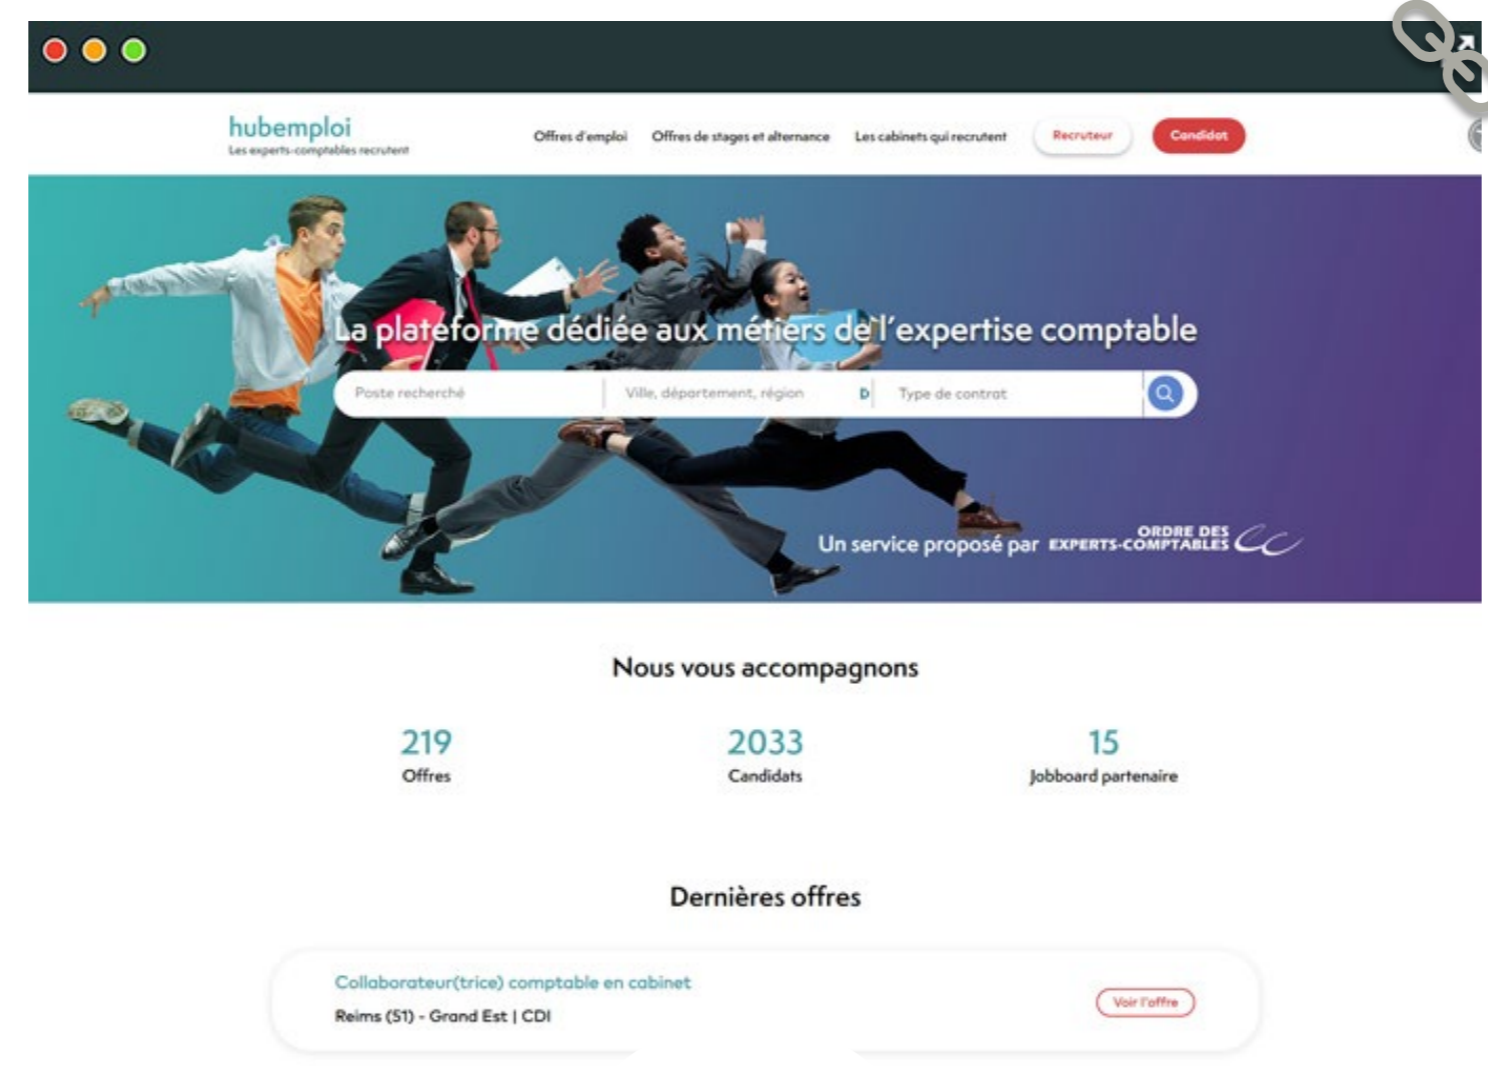 hubemploi
Les experts-comptables recrutent
Offres d'emploi Offres de stages et alternance Les cabinets qui recrutent Recruteur Candidat
La plateforme dédiée aux métiers de l'expertise comptable
Poste recherché Ville, département, région D Type de contrat
Un service proposé par ORDRE DES
EXPERTS-COMPTABLES
Nous vous accompagnons
219 2033 15
Offres Candidats Jobboard partenaire
Dernières offres
Collaborateur(trice) comptable en cabinet
Reims (51) - Grand Est | CDI
Voir l'offre